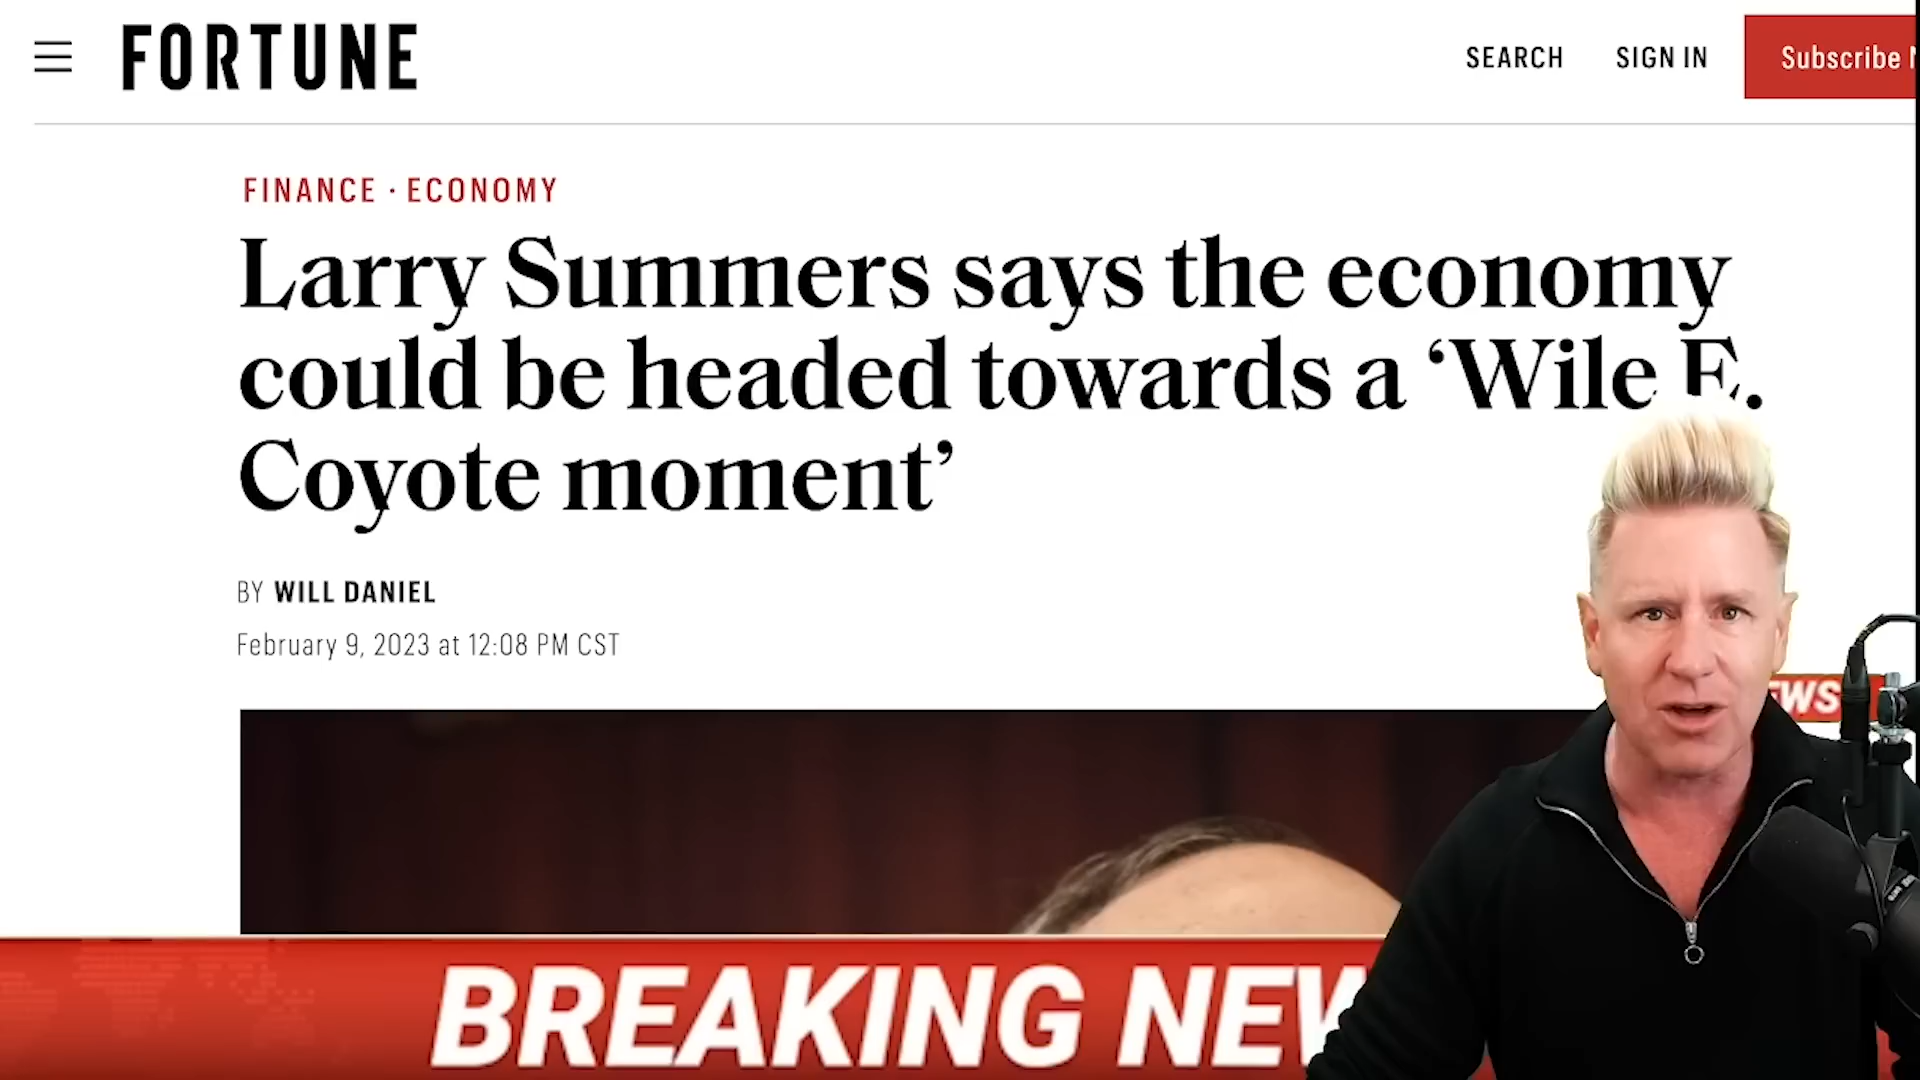 FORTUNE
SEARCH
SIGN IN
Subscribe
FINANCE · ECONOMY
Larry Summers says the economy
could be headed towards a ‘Wile E.
Coyote moment’
BY WILL DANIEL
February 9, 2023 at 12:08 PM CST
BREAKING